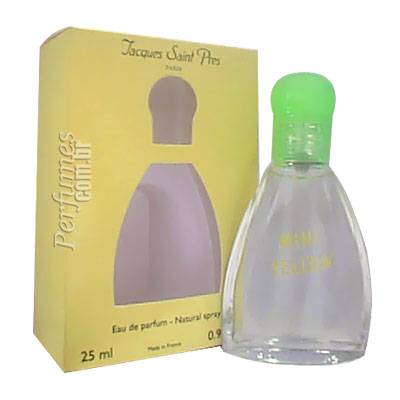 Jacques Saint Pres
PARIS
Perfumes
.com.br
MINI
YELLOW
Eau de parfum - Natural spray
25 ml
Made in France
0.9